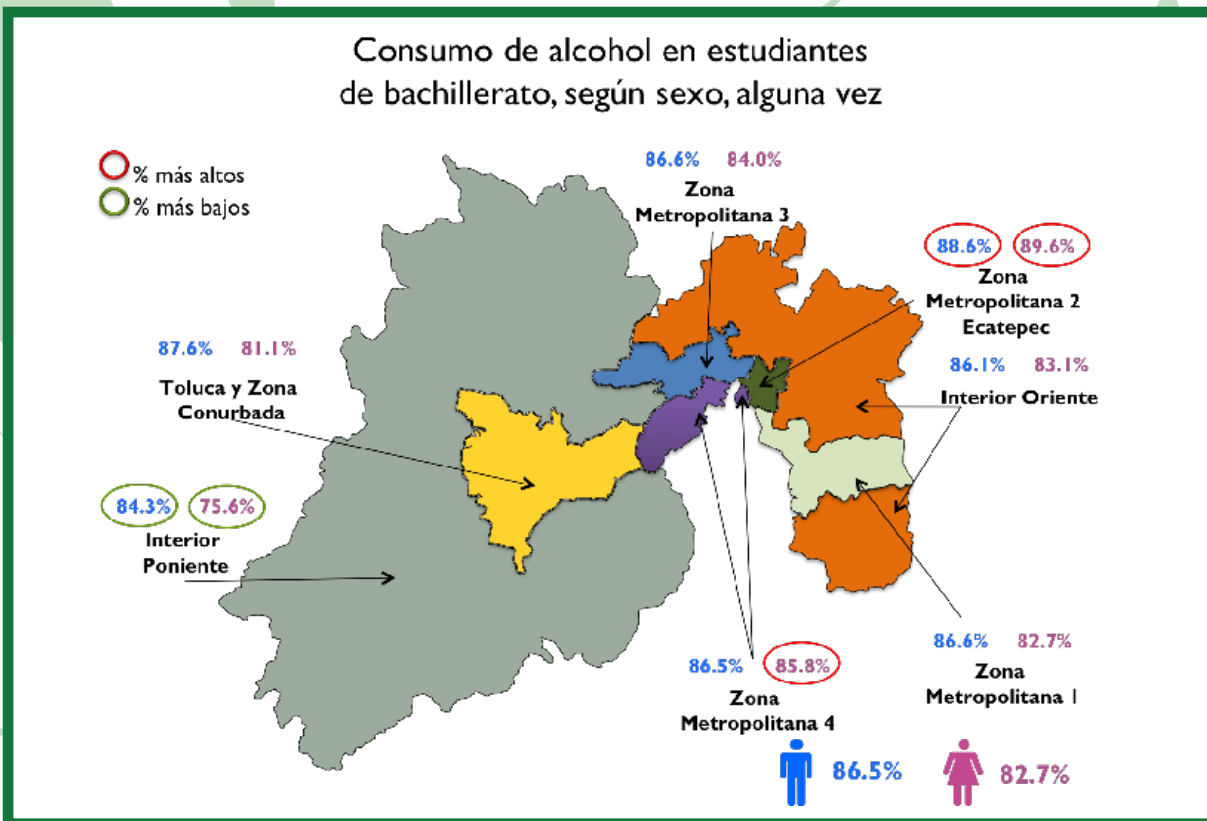 Consumo de alcohol en estudiantes
de bachillerato, según sexo, alguna vez
% más altos
% más bajos
86.6% 84.0%
Zona
Metropolitana 3
88.6% 89.6%
Zona
Metropolitana 2
Ecatepec
87.6% 81.1%
Toluca y Zona
Conurbada
86.1% 83.1%
Interior Oriente
84.3% 75.6%
Interior
Poniente
86.5% 85.8%
Zona
Metropolitana 4
86.6% 82.7%
Zona
Metropolitana 1
86.5% 82.7%